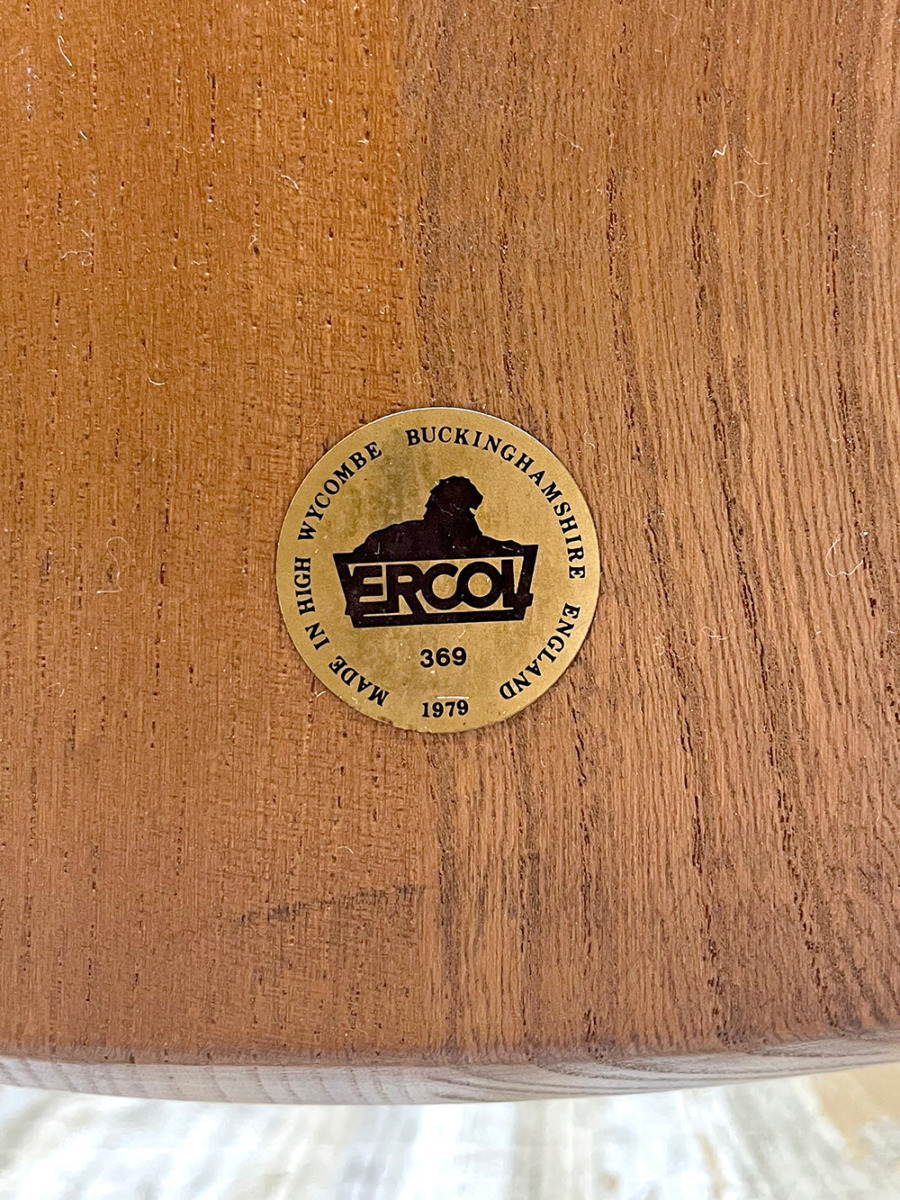 MADE IN HIGH WYCOMBE BUCKINGHAMSHIRE ENGLAND
ERCOL
369
1979